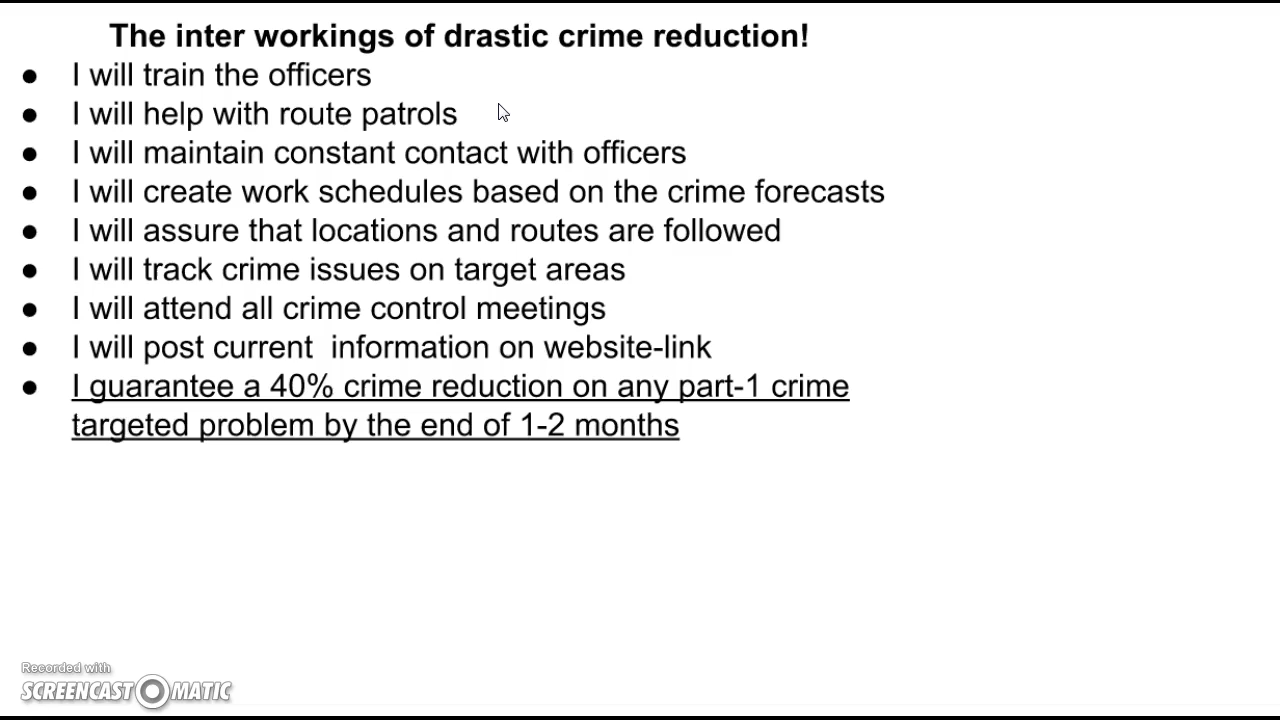 The inter workings of drastic crime reduction!
● I will train the officers
● I will help with route patrols
● I will maintain constant contact with officers
● I will create work schedules based on the crime forecasts
● I will assure that locations and routes are followed
● I will track crime issues on target areas
● I will attend all crime control meetings
● I will post current  information on website-link
● I guarantee a 40% crime reduction on any part-1 crime
targeted problem by the end of 1-2 months
Recorded with
SCREENCAST O MATIC